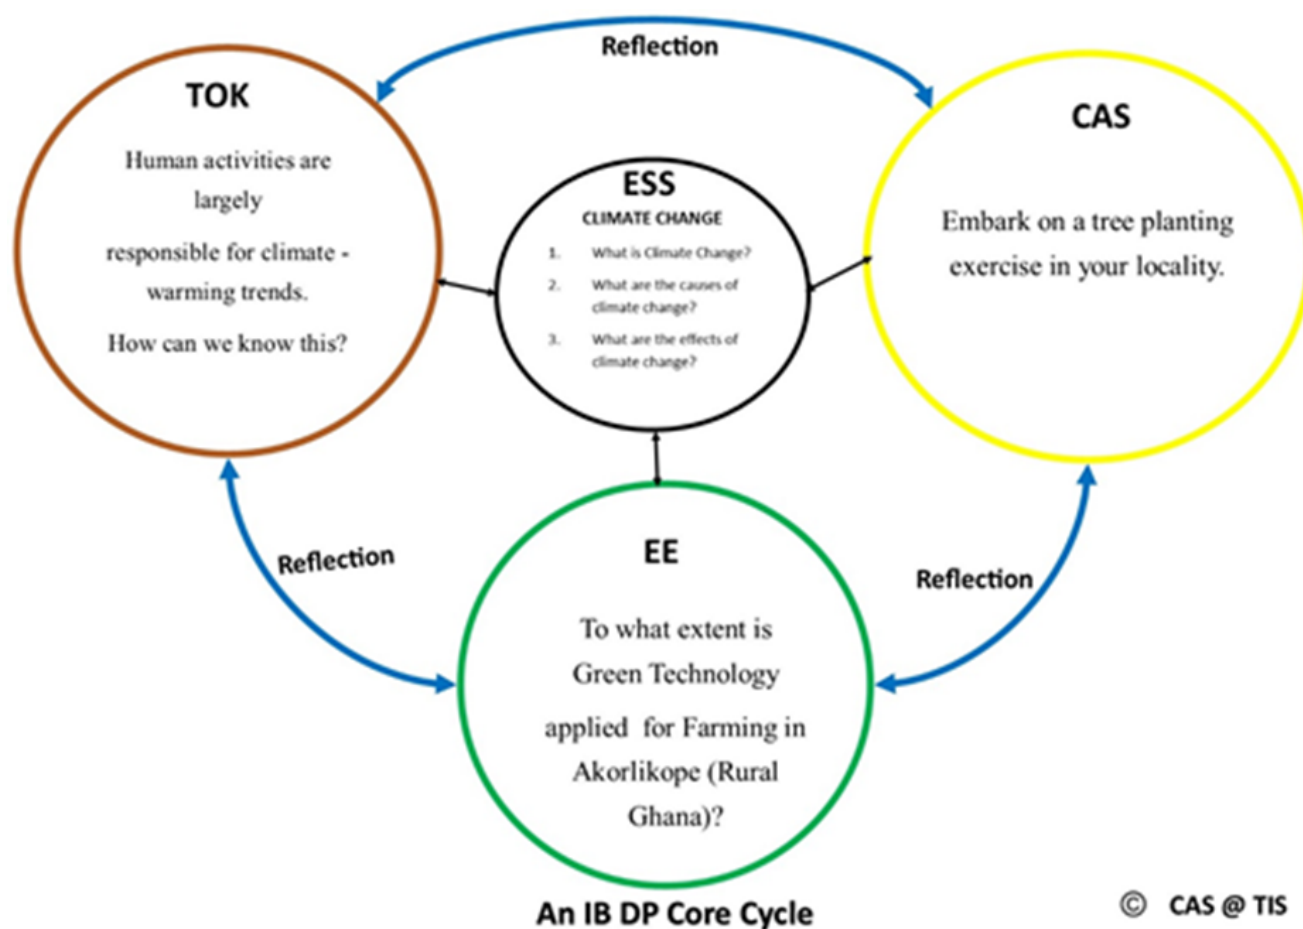 Reflection
TOK
Human activities are
largely
responsible for climate -
warming trends.
How can we know this?
CAS
Embark on a tree planting
exercise in your locality.
ESS
CLIMATE CHANGE
1. What is Climate Change?
2. What are the causes of
climate change?
3. What are the effects of
climate change?
Reflection
Reflection
EE
To what extent is
Green Technology
applied for Farming in
Akorlikope (Rural
Ghana)?
An IB DP Core Cycle
© CAS @ TIS